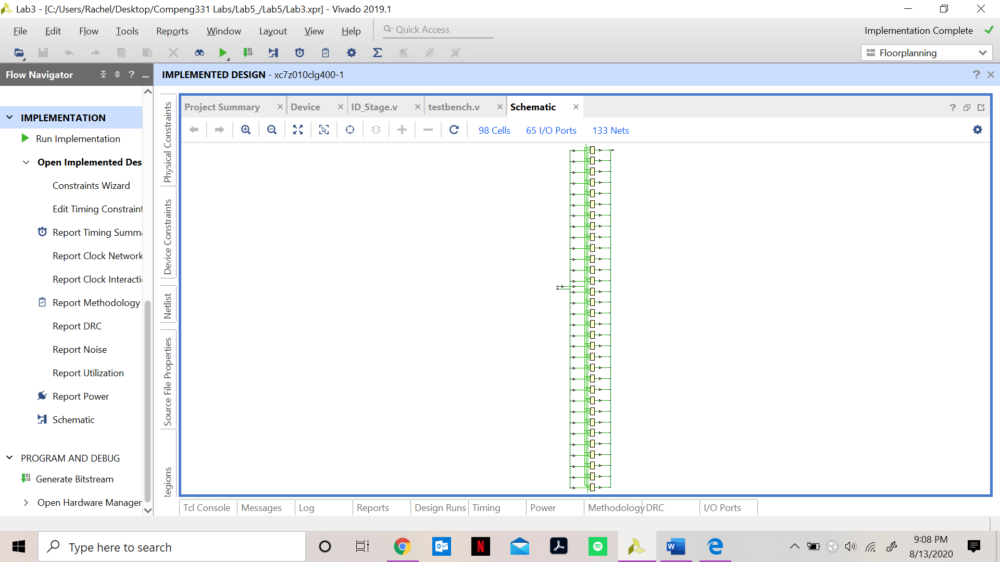 Lab3 - [C:/Users/Rachel/Desktop/Compeng331 Labs/Lab5_/Lab5/Lab3.xpr] - Vivado 2019.1
File Edit Flow Tools Reports Window Layout View Help Quick Access
Implementation Complete
Floorplanning
Flow Navigator
IMPLEMENTED DESIGN - xc7z010clg400-1
IMPLEMENTATION
Run Implementation
Open Implemented Des
Constraints Wizard
Edit Timing Constraint
Report Timing Summa
Report Clock Network
Report Clock Interacti
Report Methodology
Report DRC
Report Noise
Report Utilization
Report Power
Schematic
PROGRAM AND DEBUG
Generate Bitstream
Open Hardware Manager
Physical Constraints
Device Constraints
Netlist
Source File Properties
Regions
Project Summary Device ID_Stage.v testbench.v Schematic
98 Cells 65 I/O Ports 133 Nets
Tcl Console Messages Log Reports Design Runs Timing Power Methodology DRC I/O Ports
Type here to search
9:08 PM
8/13/2020